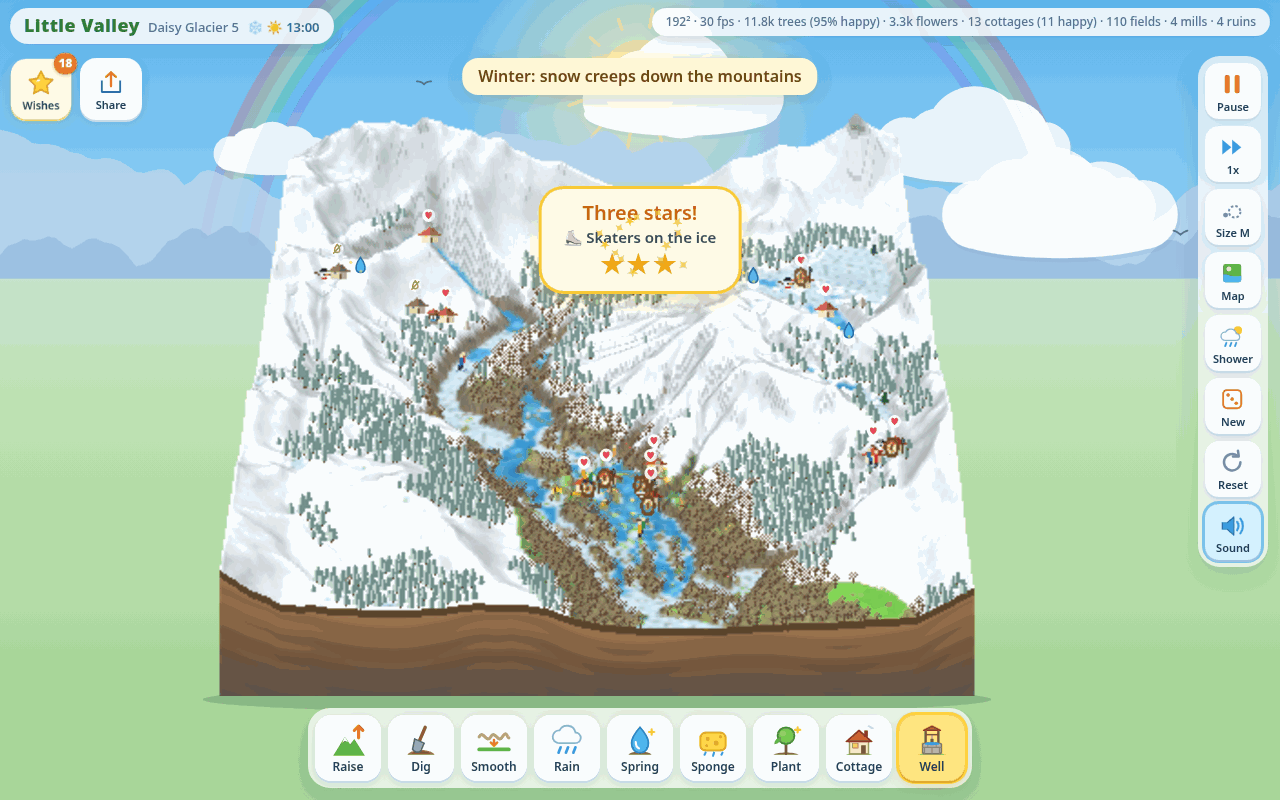 Little Valley Daisy Glacier 5 ❄️ ☀️ 13:00
192² · 30 fps · 11.8k trees (95% happy) · 3.3k flowers · 13 cottages (11 happy) · 110 fields · 4 mills · 4 ruins
18
Wishes
Share
Winter: snow creeps down the mountains
Three stars!
⛸️ Skaters on the ice
★★★
Pause
1x
Size M
Map
Shower
New
Reset
Sound
Raise
Dig
Smooth
Rain
Spring
Sponge
Plant
Cottage
Well